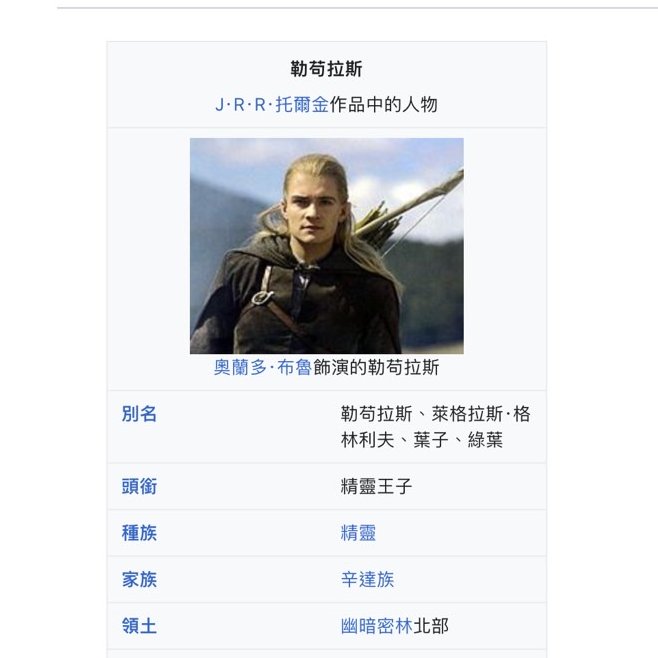 勒苟拉斯
J·R·R·托爾金作品中的人物
奧蘭多·布魯飾演的勒苟拉斯
別名
勒苟拉斯、萊格拉斯·格
林利夫、葉子、綠葉
頭銜
精靈王子
種族
精靈
家族
辛達族
領土
幽暗密林北部